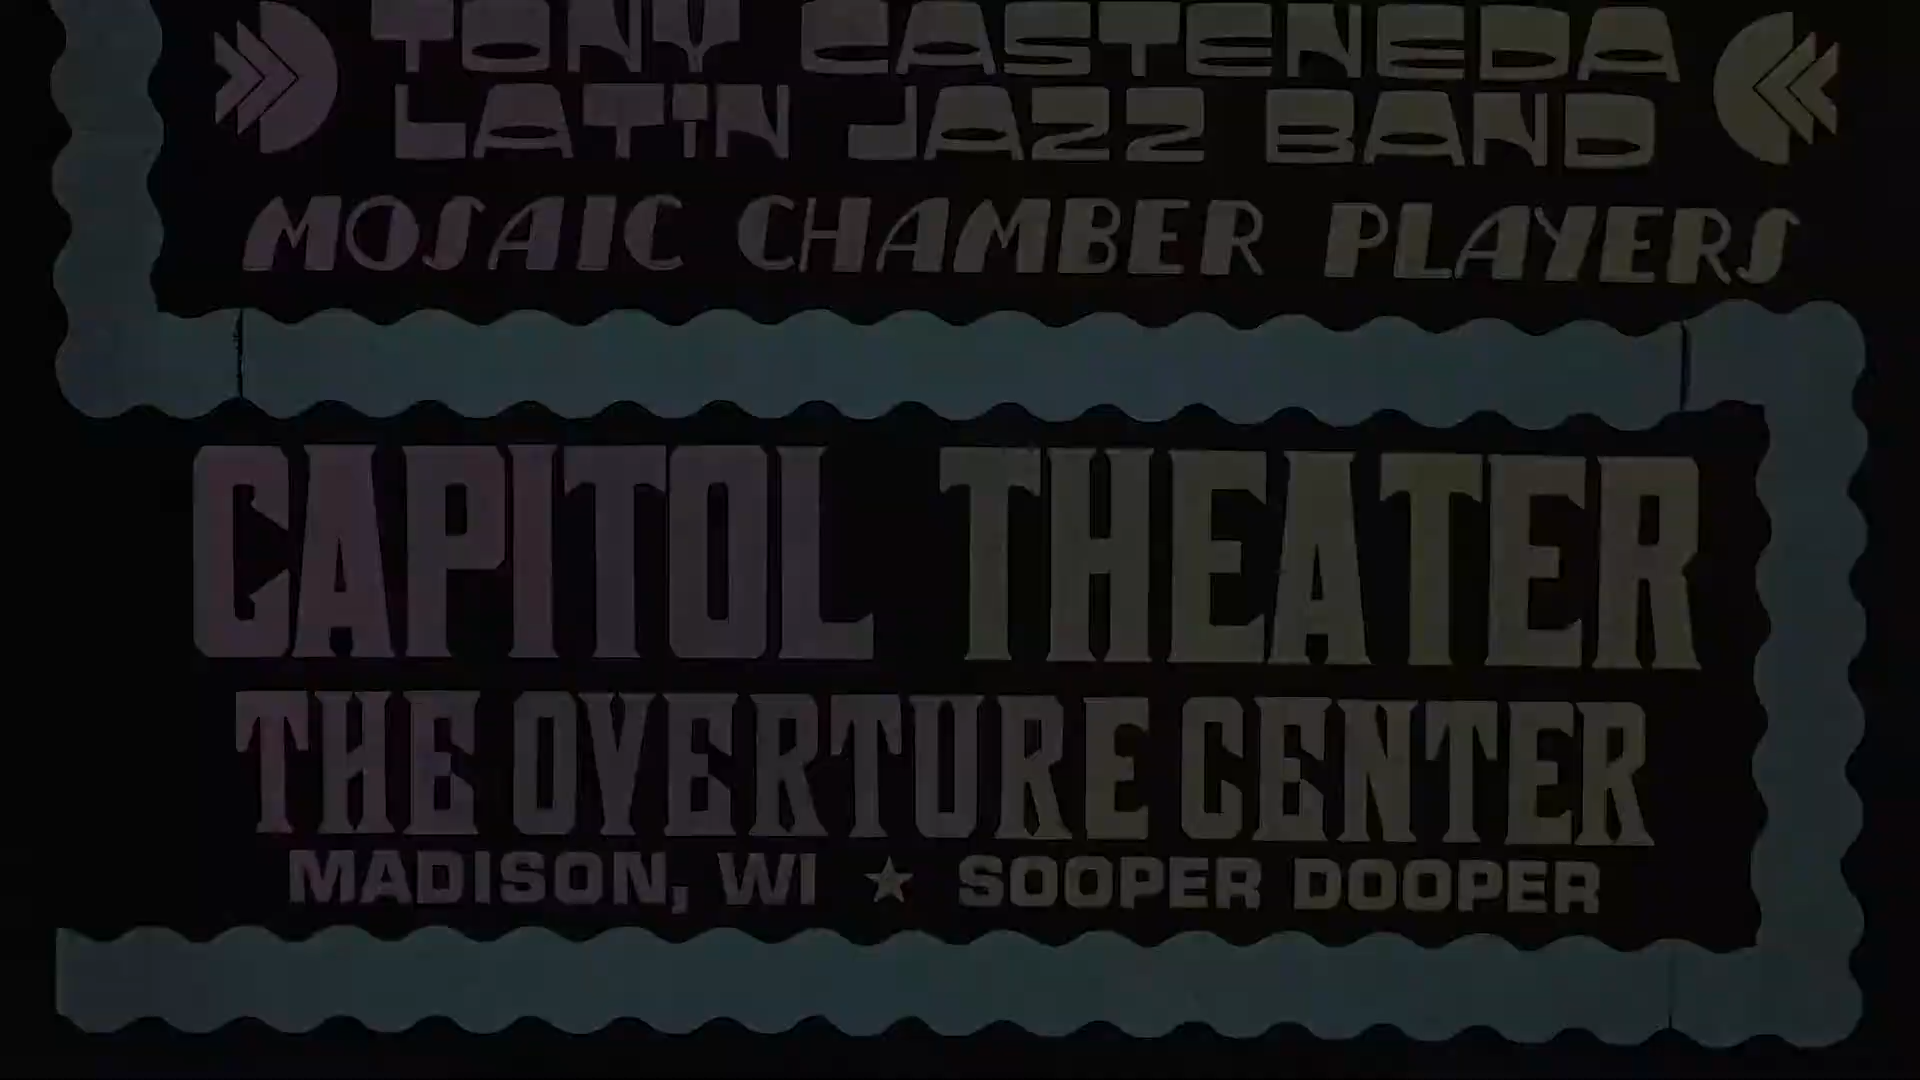 TONY CASTENEDA
LATIN JAZZ BAND
MOSAIC CHAMBER PLAYERS
CAPITOL THEATER
THE OVERTURE CENTER
MADISON, WI ★ SOOPER DOOPER